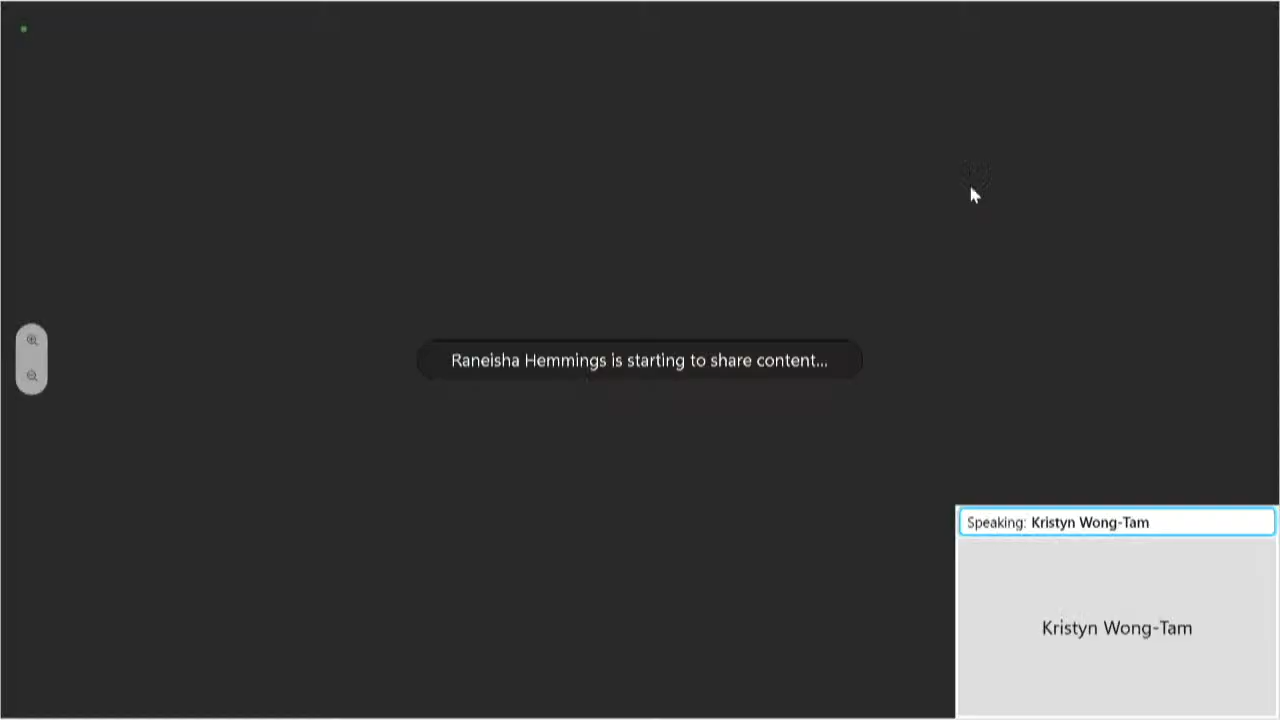 Raneisha Hemmings is starting to share content...
Speaking: Kristyn Wong-Tam
Kristyn Wong-Tam